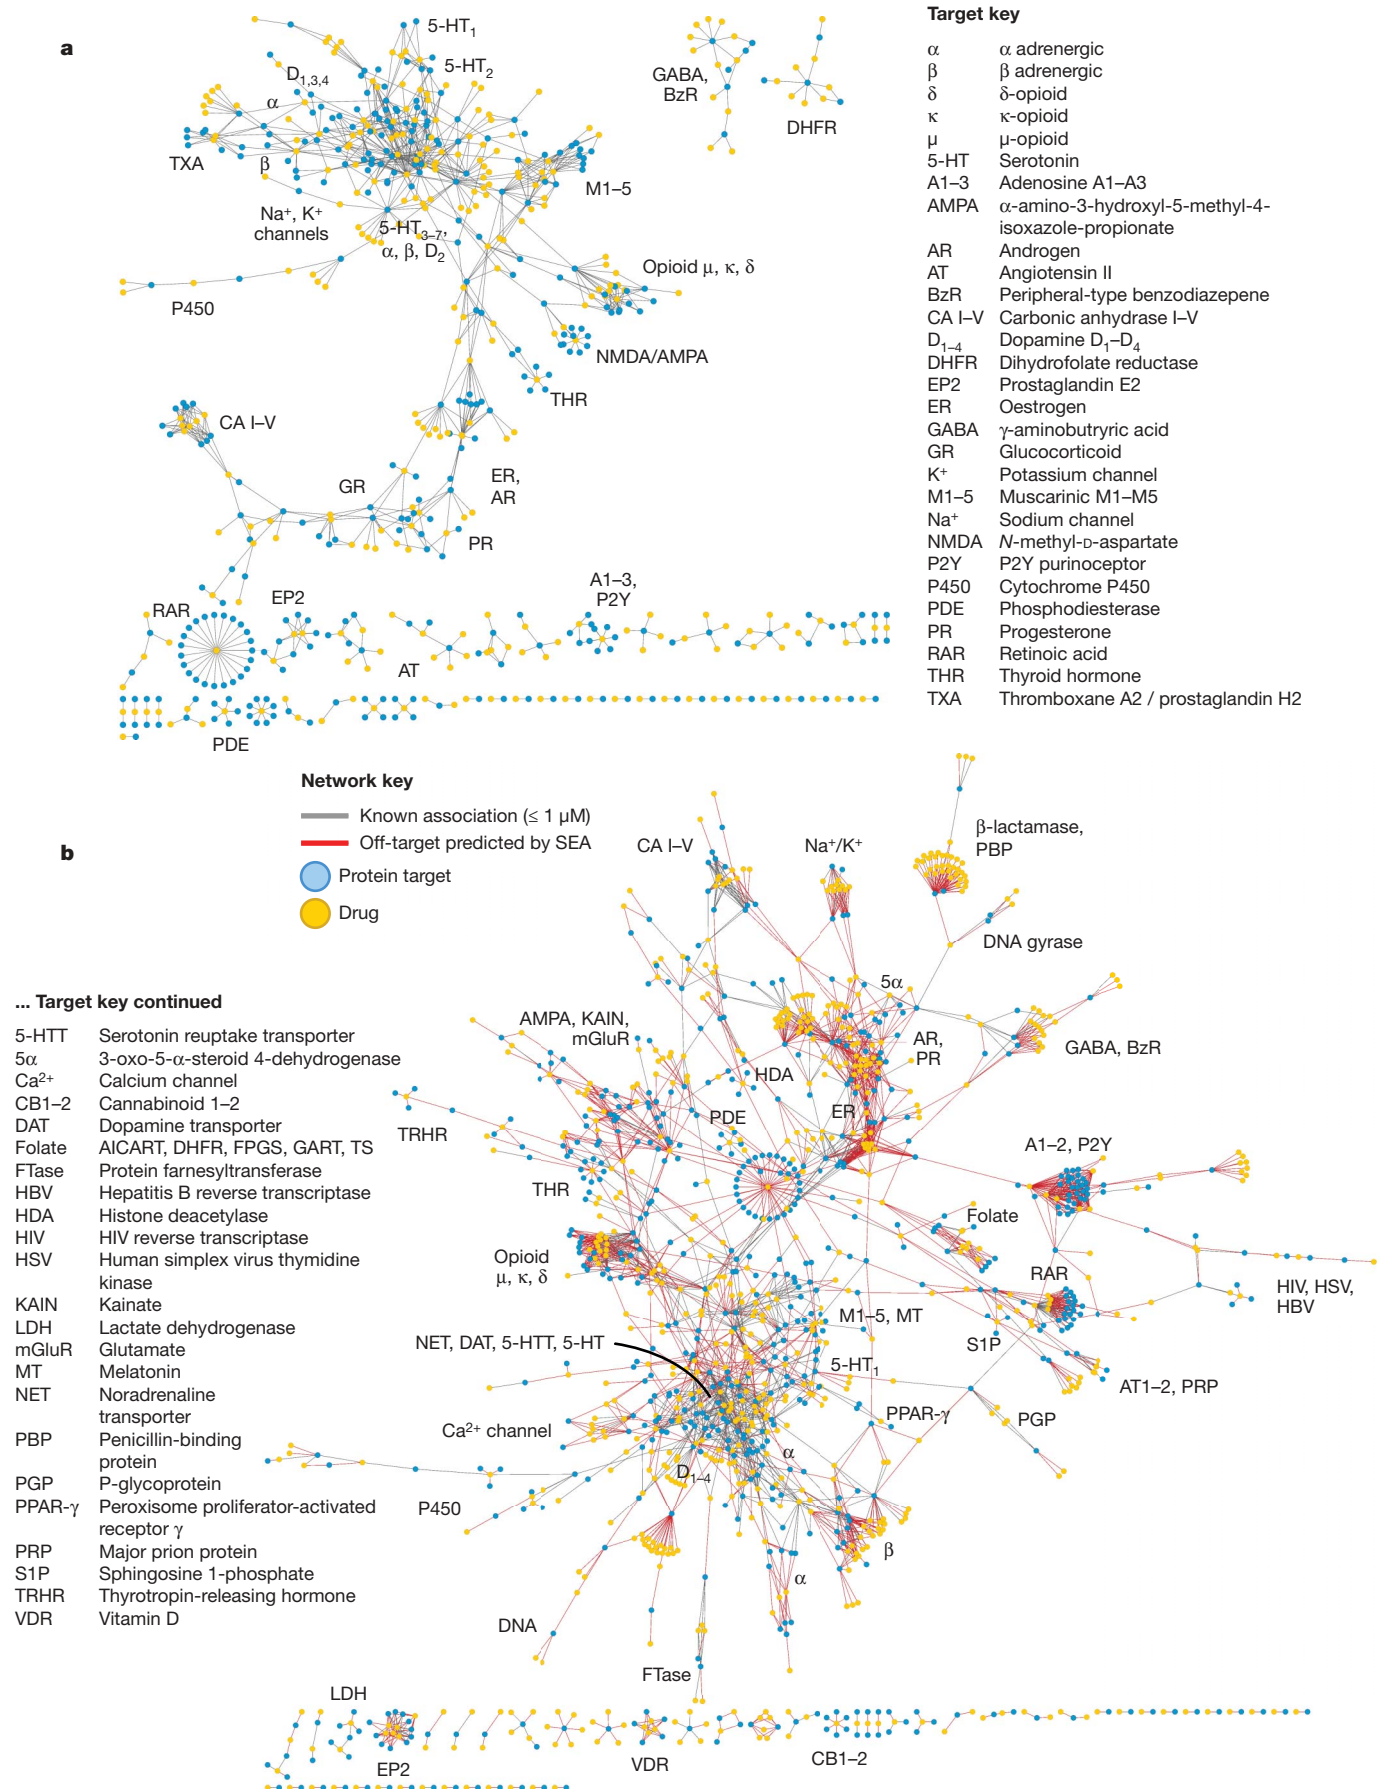 a
5-HT1
5-HT2
D1,3,4
α
TXA
β
Na+, K+
channels
5-HT3–7,
α, β, D2
M1–5
P450
Opioid μ, κ, δ
NMDA/AMPA
THR
CA I–V
GR
ER,
AR
PR
GABA,
BzR
DHFR
RAR
EP2
AT
A1–3,
P2Y
PDE
Target key
α α adrenergic
β β adrenergic
δ δ-opioid
κ κ-opioid
μ μ-opioid
5-HT Serotonin
A1–3 Adenosine A1–A3
AMPA α-amino-3-hydroxyl-5-methyl-4-
isoxazole-propionate
AR Androgen
AT Angiotensin II
BzR Peripheral-type benzodiazepene
CA I–V Carbonic anhydrase I–V
D1–4 Dopamine D1–D4
DHFR Dihydrofolate reductase
EP2 Prostaglandin E2
ER Oestrogen
GABA γ-aminobutryric acid
GR Glucocorticoid
K+ Potassium channel
M1–5 Muscarinic M1–M5
Na+ Sodium channel
NMDA N-methyl-D-aspartate
P2Y P2Y purinoceptor
P450 Cytochrome P450
PDE Phosphodiesterase
PR Progesterone
RAR Retinoic acid
THR Thyroid hormone
TXA Thromboxane A2 / prostaglandin H2
Network key
Known association (≤ 1 μM)
Off-target predicted by SEA
Protein target
Drug
b
... Target key continued
5-HTT Serotonin reuptake transporter
5α 3-oxo-5-α-steroid 4-dehydrogenase
Ca2+ Calcium channel
CB1–2 Cannabinoid 1–2
DAT Dopamine transporter
Folate AICART, DHFR, FPGS, GART, TS
FTase Protein farnesyltransferase
HBV Hepatitis B reverse transcriptase
HDA Histone deacetylase
HIV HIV reverse transcriptase
HSV Human simplex virus thymidine
kinase
KAIN Kainate
LDH Lactate dehydrogenase
mGluR Glutamate
MT Melatonin
NET Noradrenaline
transporter
PBP Penicillin-binding
protein
PGP P-glycoprotein
PPAR-γ Peroxisome proliferator-activated
receptor γ
PRP Major prion protein
S1P Sphingosine 1-phosphate
TRHR Thyrotropin-releasing hormone
VDR Vitamin D
CA I–V
Na+/K+
β-lactamase,
PBP
DNA gyrase
5α
AMPA, KAIN,
mGluR
AR,
PR
GABA, BzR
HDA
TRHR
PDE
ER
A1–2, P2Y
THR
Folate
Opioid
μ, κ, δ
RAR
HIV, HSV,
HBV
M1–5, MT
NET, DAT, 5-HTT, 5-HT
S1P
5-HT1
AT1–2, PRP
PPAR-γ
PGP
Ca2+ channel
α
D1–4
P450
β
α
DNA
FTase
LDH
EP2
VDR
CB1–2